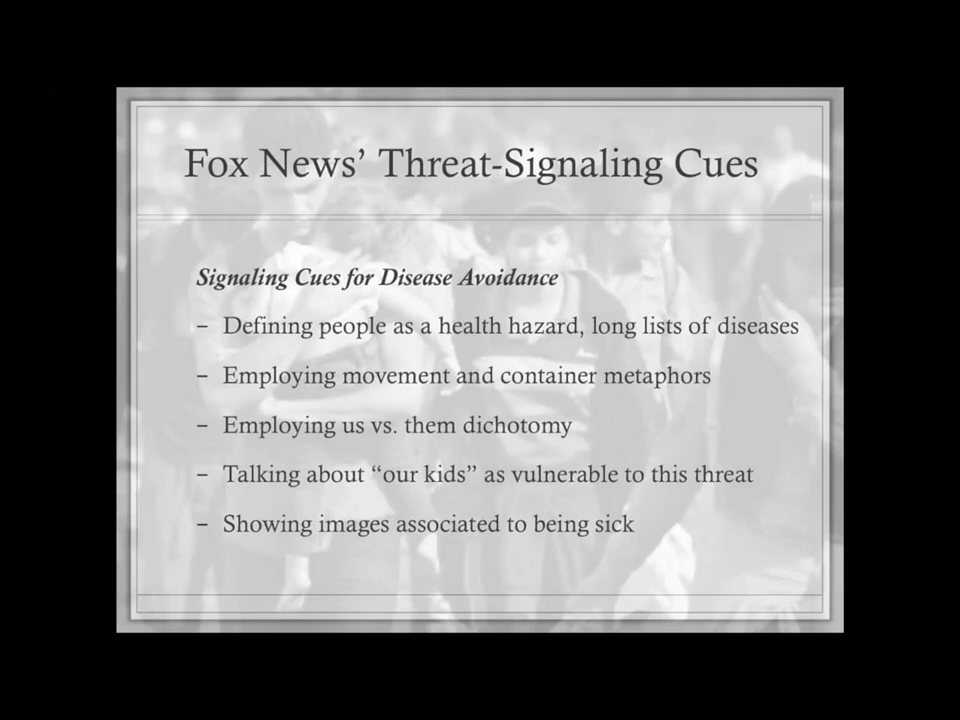 Fox News’ Threat-Signaling Cues
Signaling Cues for Disease Avoidance
– Defining people as a health hazard, long lists of diseases
– Employing movement and container metaphors
– Employing us vs. them dichotomy
– Talking about “our kids” as vulnerable to this threat
– Showing images associated to being sick